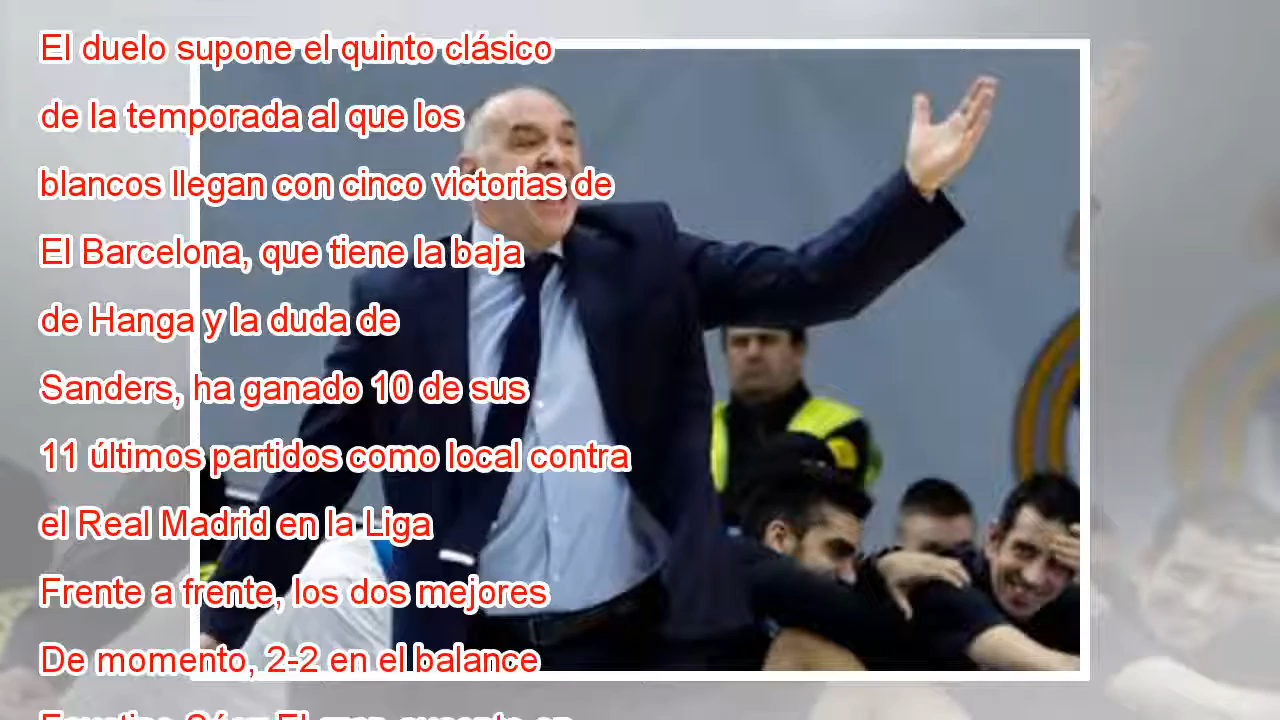 El duelo supone el quinto clásico
de la temporada al que los
blancos llegan con cinco victorias de
El Barcelona, que tiene la baja
de Hanga y la duda de
Sanders, ha ganado 10 de sus
11 últimos partidos como local contra
el Real Madrid en la Liga
Frente a frente, los dos mejores
De momento, 2-2 en el balance